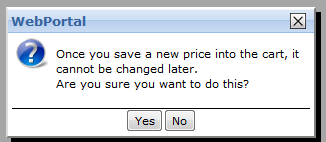 WebPortal
Once you save a new price into the cart, it
cannot be changed later.
Are you sure you want to do this?
Yes No